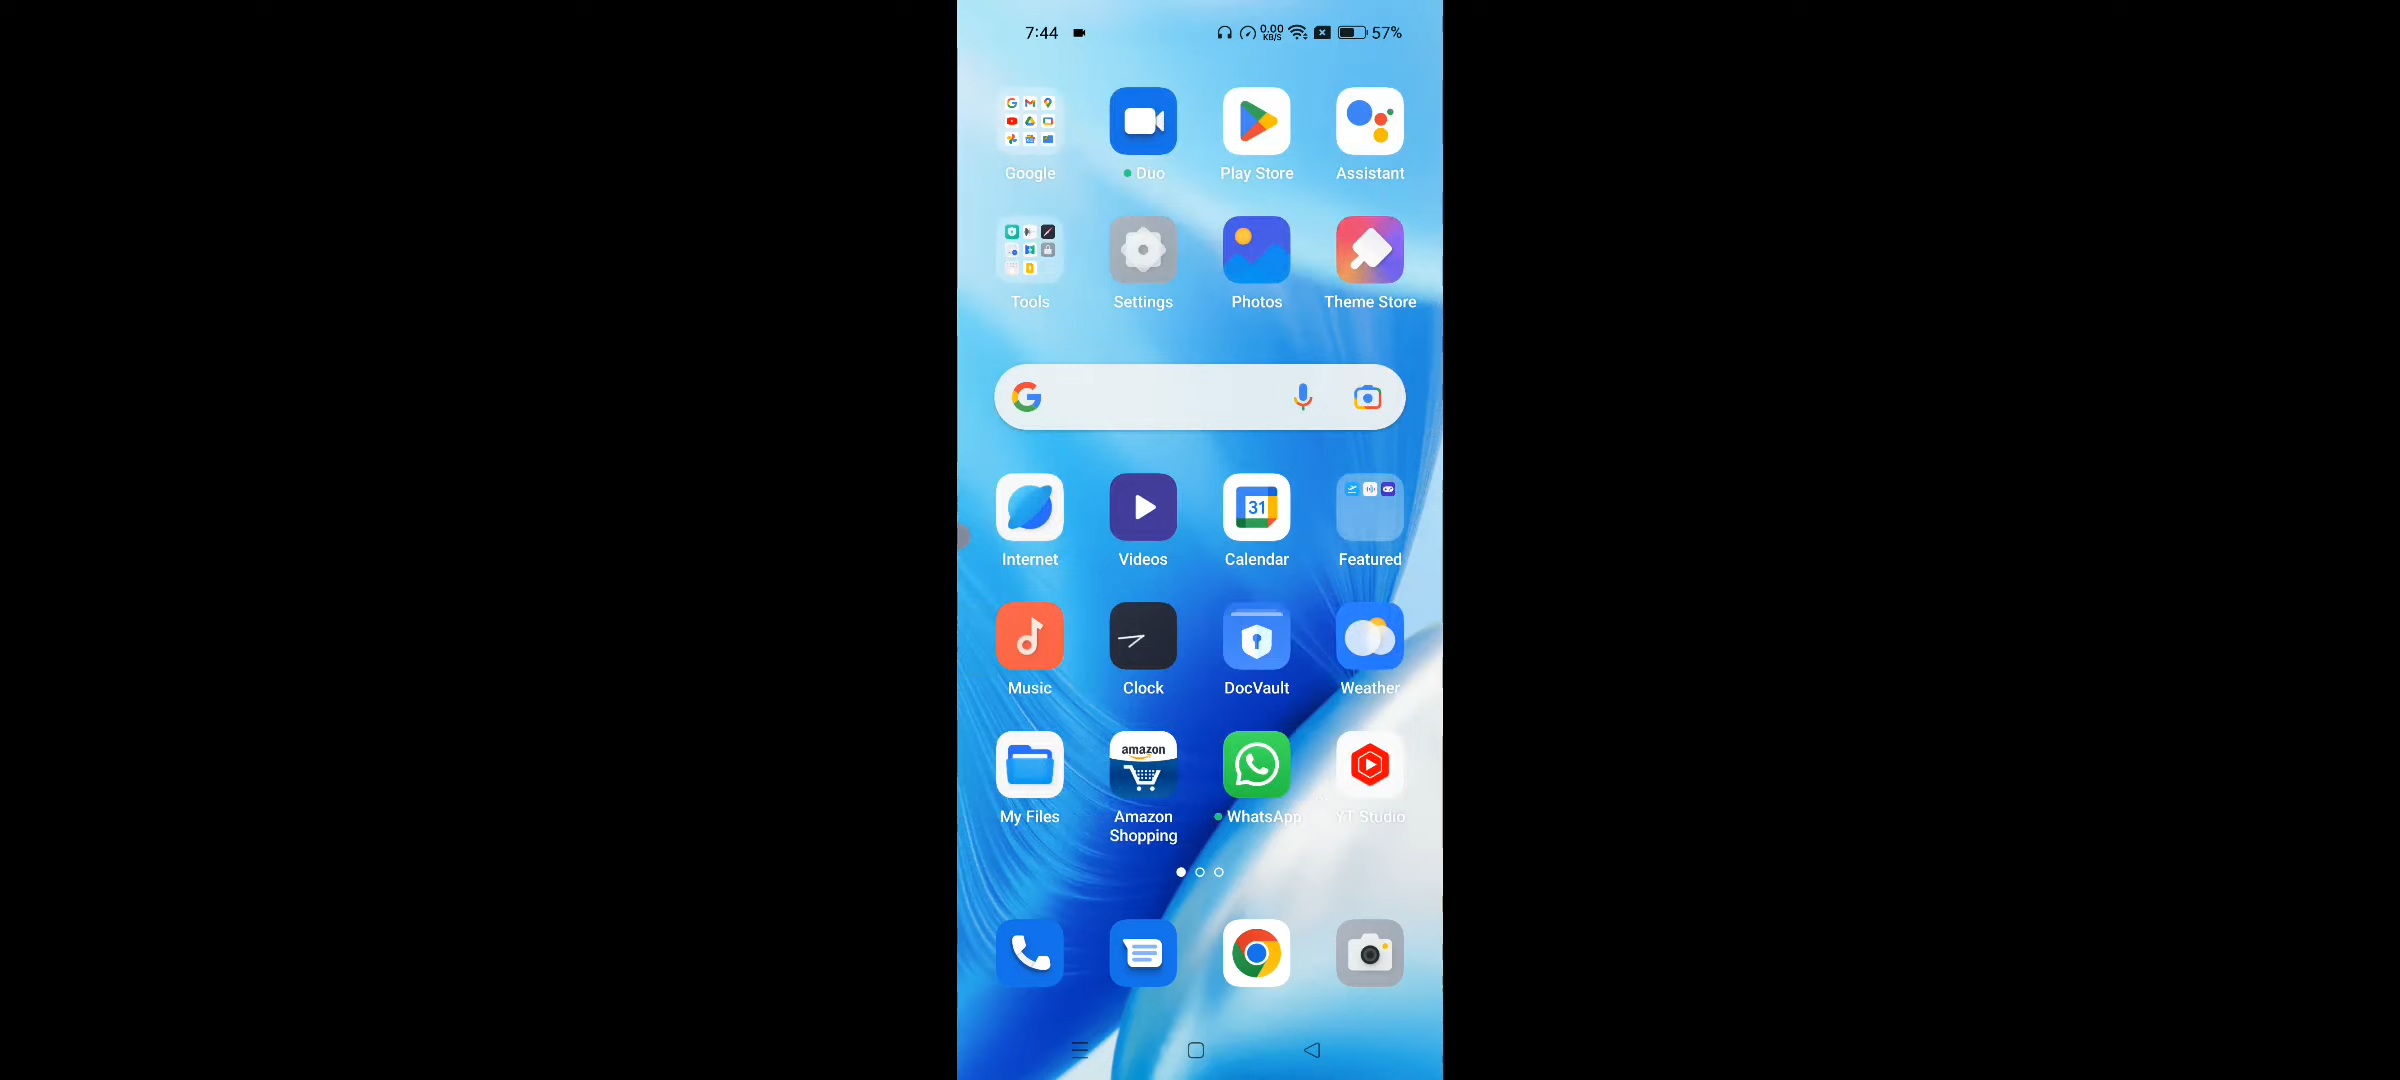 7:44 0.00 KB/S 57%
Google Duo Play Store Assistant
Tools Settings Photos Theme Store
31
Internet Videos Calendar Featured
Music Clock DocVault Weather
amazon
My Files Amazon Shopping WhatsApp YT Studio